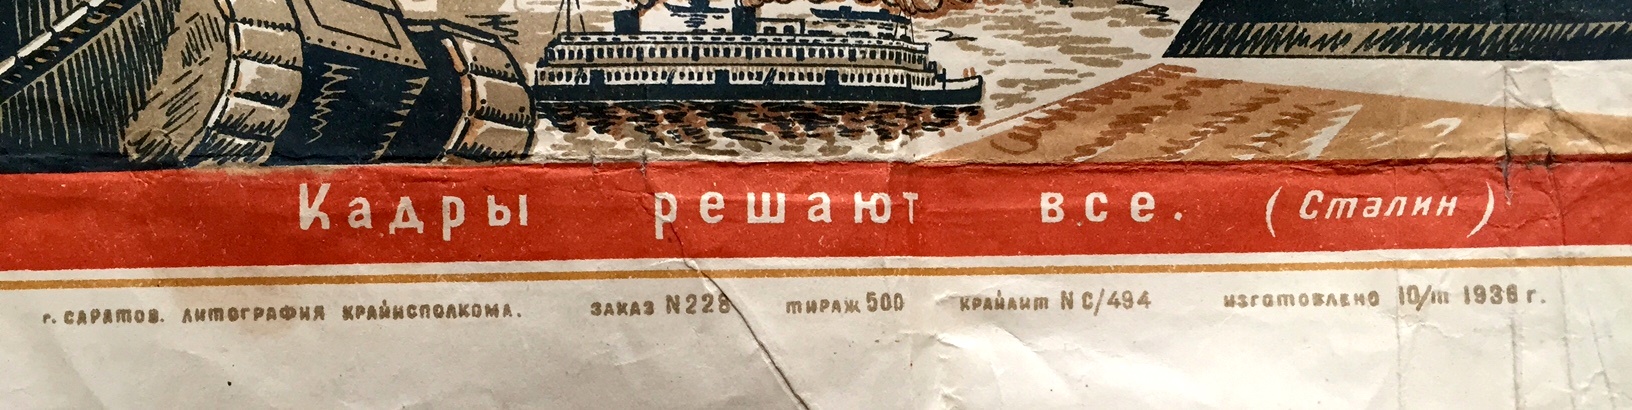 Кадры решают все. (Сталин)
г. САРАТОВ. ЛИТОГРАФИЯ КРАЙИСПОЛКОМА. ЗАКАЗ N 228 ТИРАЖ 500 КРАЙЛИТ N С/494 ИЗГОТОВЛЕНО 10/III 1936 г.